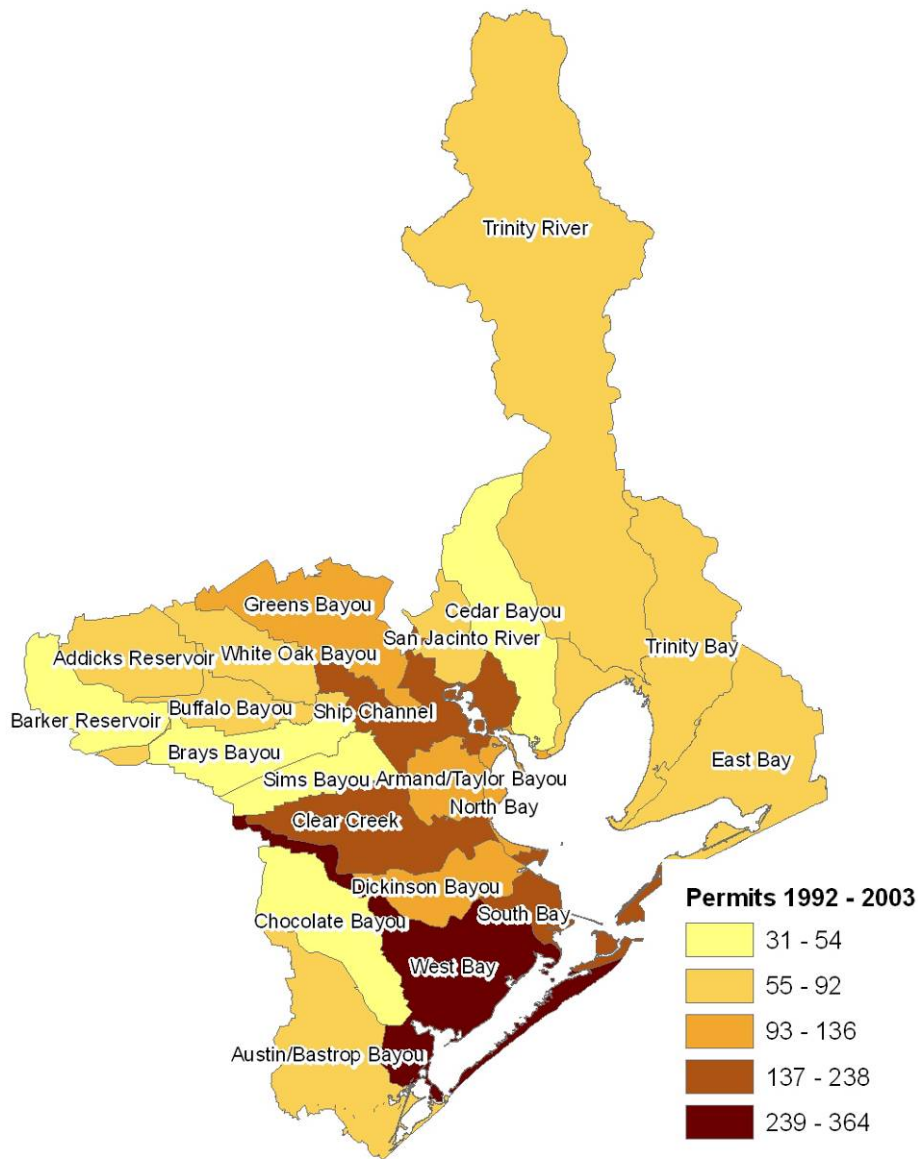 Trinity River
Greens Bayou
Cedar Bayou
San Jacinto River
Trinity Bay
Addicks Reservoir
White Oak Bayou
Buffalo Bayou
Ship Channel
Barker Reservoir
Brays Bayou
East Bay
Sims Bayou
Armand/Taylor Bayou
North Bay
Clear Creek
Dickinson Bayou
Chocolate Bayou
South Bay
West Bay
Austin/Bastrop Bayou
Permits 1992 - 2003
31 - 54
55 - 92
93 - 136
137 - 238
239 - 364